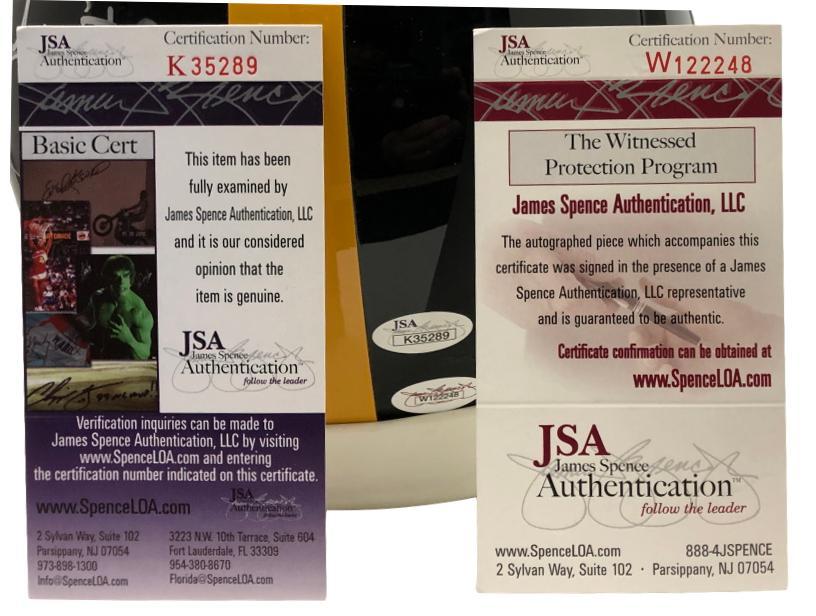 JSA
James Spence
Authentication
Certification Number:
K 35289
Basic Cert
This item has been
fully examined by
James Spence Authentication, LLC
and it is our considered
opinion that the
item is genuine.
JSA
James Spence
Authentication™
follow the leader
Verification inquiries can be made to
James Spence Authentication, LLC by visiting
www.SpenceLOA.com and entering
the certification number indicated on this certificate.
www.SpenceLOA.com
JSA
Authentication
2 Sylvan Way, Suite 102
Parsippany, NJ 07054
973-898-1300
Info@SpenceLOA.com
3223 N.W. 10th Terrace, Suite 604
Fort Lauderdale, FL 33309
954-380-8670
Florida@SpenceLOA.com
JSA
K35289
W122248
JSA
James Spence
Authentication
Certification Number:
W122248
The Witnessed
Protection Program
James Spence Authentication, LLC
The autographed piece which accompanies this
certificate was signed in the presence of a James
Spence Authentication, LLC representative
and is guaranteed to be authentic.
Certificate confirmation can be obtained at
www.SpenceLOA.com
JSA
James Spence
Authentication™
follow the leader
www.SpenceLOA.com 888-4JSPENCE
2 Sylvan Way, Suite 102 · Parsippany, NJ 07054